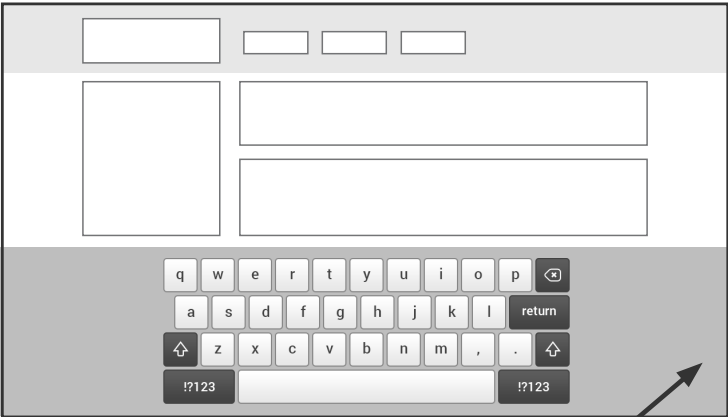 q w e r t y u i o p
a s d f g h j k l return
z x c v b n m , .
!?123 !?123